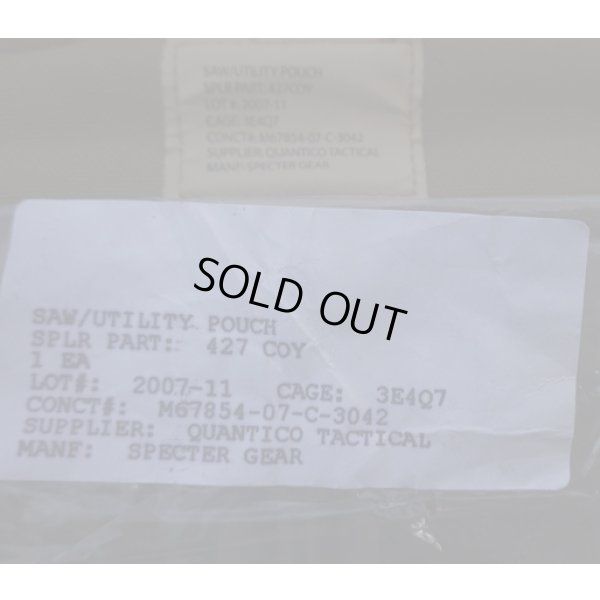 SAW/UTILITY POUCH
SPLR PART: 427COY
LOT #: 2007-11
CAGE: 3E4Q7
CONCT#: M67854-07-C-3042
SUPPLIER: QUANTICO TACTICAL
MANF: SPECTER GEAR
SOLD OUT
SAW/UTILITY POUCH
SPLR PART: 427 COY
1 EA
LOT#: 2007-11 CAGE: 3E4Q7
CONCT#: M67854-07-C-3042
SUPPLIER: QUANTICO TACTICAL
MANF: SPECTER GEAR